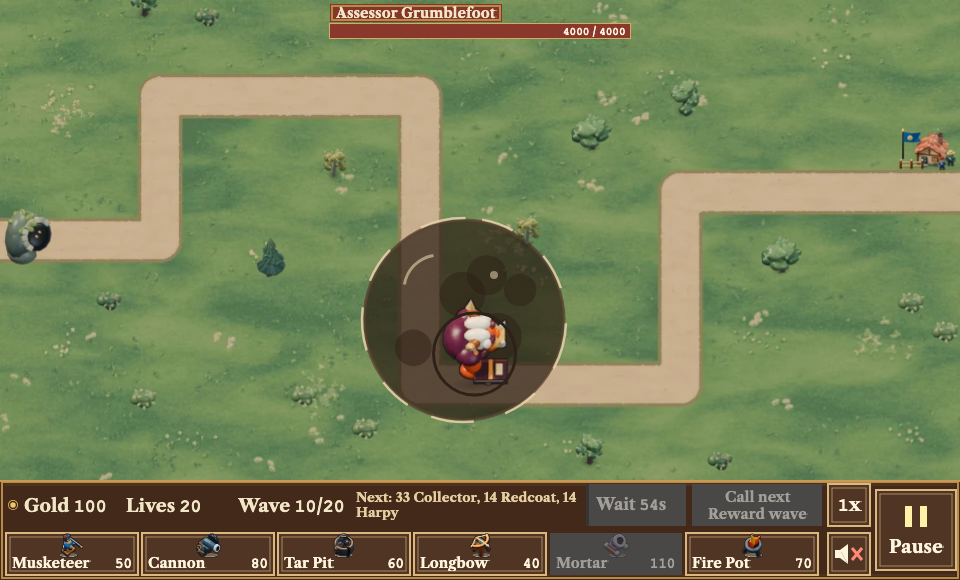 Assessor Grumblefoot
4000 / 4000
Gold 100 Lives 20 Wave 10/20
Next: 33 Collector, 14 Redcoat, 14
Harpy
Wait 54s
Call next
Reward wave
1x
Pause
Musketeer 50
Cannon 80
Tar Pit 60
Longbow 40
Mortar 110
Fire Pot 70